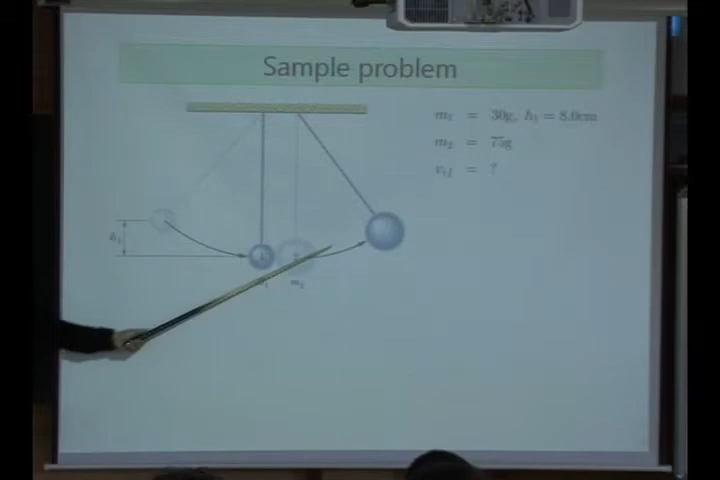 Sample problem
m₁ = 30g, h₁ = 8.0cm
m₂ = 75g
v₁f = ?
h₁
m₂